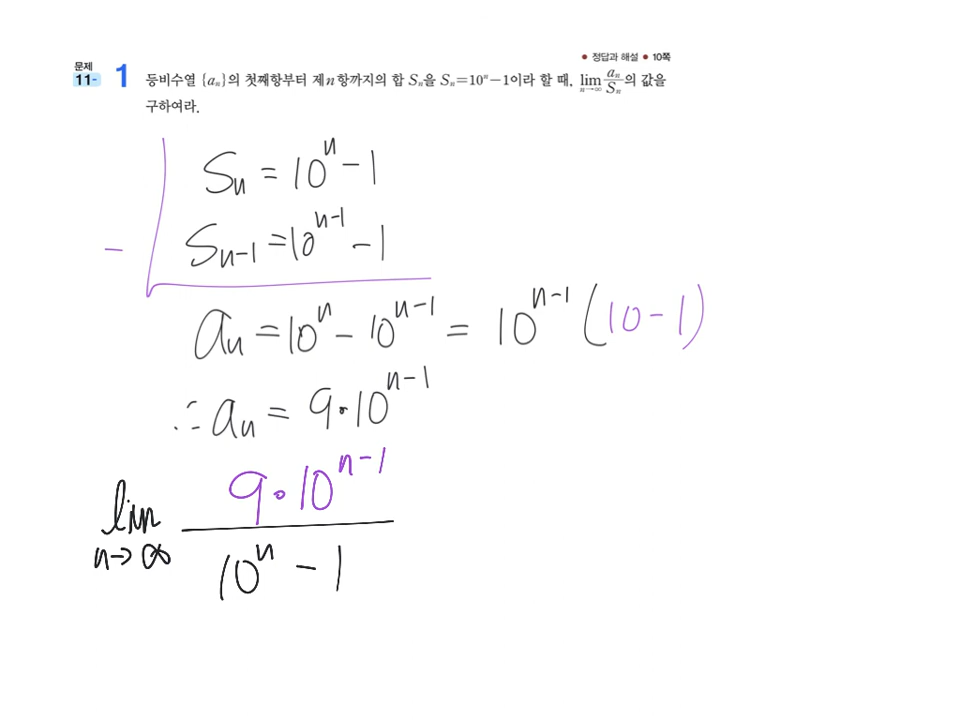 ● 정답과 해설 ● 10쪽
문제
11- 1 등비수열 {aₙ}의 첫째항부터 제n항까지의 합 Sₙ을 Sₙ=10ⁿ-1이라 할 때, lim_{n→∞} aₙ/Sₙ의 값을
구하여라.
Sₙ = 10ⁿ - 1
- Sₙ₋₁ = 10ⁿ⁻¹ - 1
aₙ = 10ⁿ - 10ⁿ⁻¹ = 10ⁿ⁻¹ (10 - 1)
∴ aₙ = 9·10ⁿ⁻¹
lim_{n→∞} 9·10ⁿ⁻¹ / 10ⁿ - 1